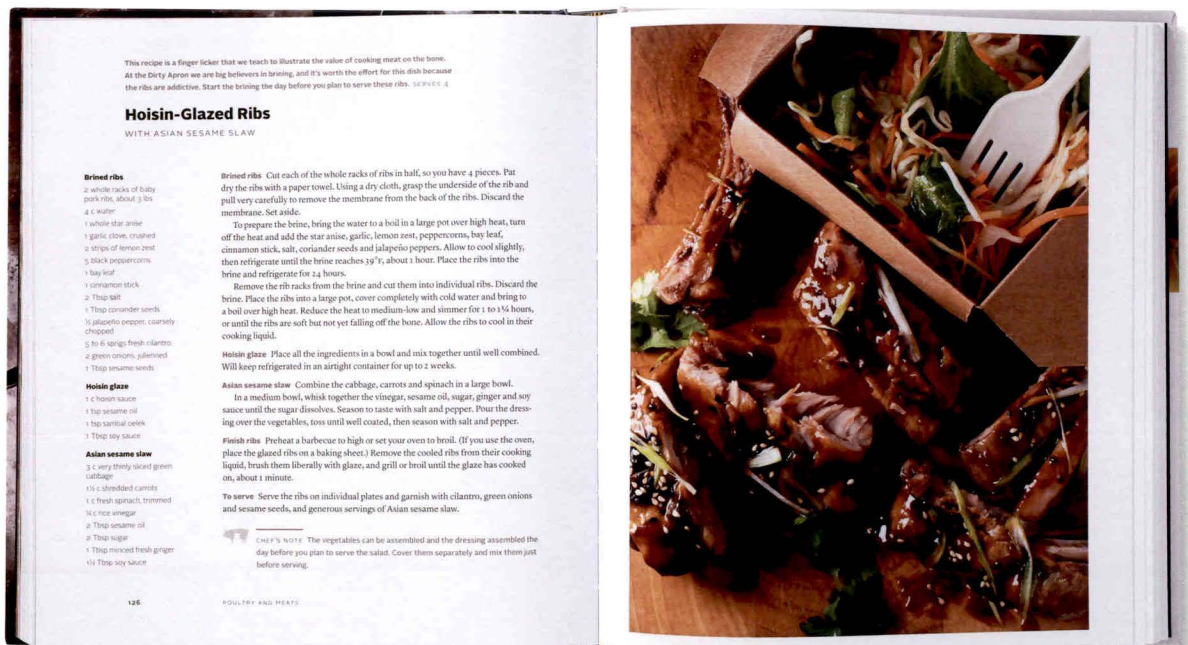 This recipe is a finger licker that we teach to illustrate the value of cooking meat on the bone.
At the Dirty Apron we are big believers in brining, and it's worth the effort for this dish because
the ribs are addictive. Start the brining the day before you plan to serve these ribs. SERVES 4
Hoisin-Glazed Ribs
WITH ASIAN SESAME SLAW
Brined ribs
2 whole racks of baby
pork ribs, about 3 lbs
4 c water
1 whole star anise
1 garlic clove, crushed
2 strips of lemon zest
5 black peppercorns
1 bay leaf
1 cinnamon stick
2 Tbsp salt
1 Tbsp coriander seeds
½ jalapeño pepper, coarsely
chopped
5 to 6 sprigs fresh cilantro
2 green onions, julienned
1 Tbsp sesame seeds
Hoisin glaze
1 c hoisin sauce
1 tsp sesame oil
1 tsp sambal oelek
1 Tbsp soy sauce
Asian sesame slaw
3 c very thinly sliced green
cabbage
1½ c shredded carrots
1 c fresh spinach, trimmed
¼ c rice vinegar
2 Tbsp sesame oil
2 Tbsp sugar
1 Tbsp minced fresh ginger
1½ Tbsp soy sauce
Brined ribs Cut each of the whole racks of ribs in half, so you have 4 pieces. Pat
dry the ribs with a paper towel. Using a dry cloth, grasp the underside of the rib and
pull very carefully to remove the membrane from the back of the ribs. Discard the
membrane. Set aside.
To prepare the brine, bring the water to a boil in a large pot over high heat, turn
off the heat and add the star anise, garlic, lemon zest, peppercorns, bay leaf,
cinnamon stick, salt, coriander seeds and jalapeño peppers. Allow to cool slightly,
then refrigerate until the brine reaches 39°F, about 1 hour. Place the ribs into the
brine and refrigerate for 24 hours.
Remove the rib racks from the brine and cut them into individual ribs. Discard the
brine. Place the ribs into a large pot, cover completely with cold water and bring to
a boil over high heat. Reduce the heat to medium-low and simmer for 1 to 1¼ hours,
or until the ribs are soft but not yet falling off the bone. Allow the ribs to cool in their
cooking liquid.
Hoisin glaze Place all the ingredients in a bowl and mix together until well combined.
Will keep refrigerated in an airtight container for up to 2 weeks.
Asian sesame slaw Combine the cabbage, carrots and spinach in a large bowl.
In a medium bowl, whisk together the vinegar, sesame oil, sugar, ginger and soy
sauce until the sugar dissolves. Season to taste with salt and pepper. Pour the dress-
ing over the vegetables, toss until well coated, then season with salt and pepper.
Finish ribs Preheat a barbecue to high or set your oven to broil. (If you use the oven,
place the glazed ribs on a baking sheet.) Remove the cooled ribs from their cooking
liquid, brush them liberally with glaze, and grill or broil until the glaze has cooked
on, about 1 minute.
To serve Serve the ribs on individual plates and garnish with cilantro, green onions
and sesame seeds, and generous servings of Asian sesame slaw.
CHEF'S NOTE The vegetables can be assembled and the dressing assembled the
day before you plan to serve the salad. Cover them separately and mix them just
before serving.
126
POULTRY AND MEATS